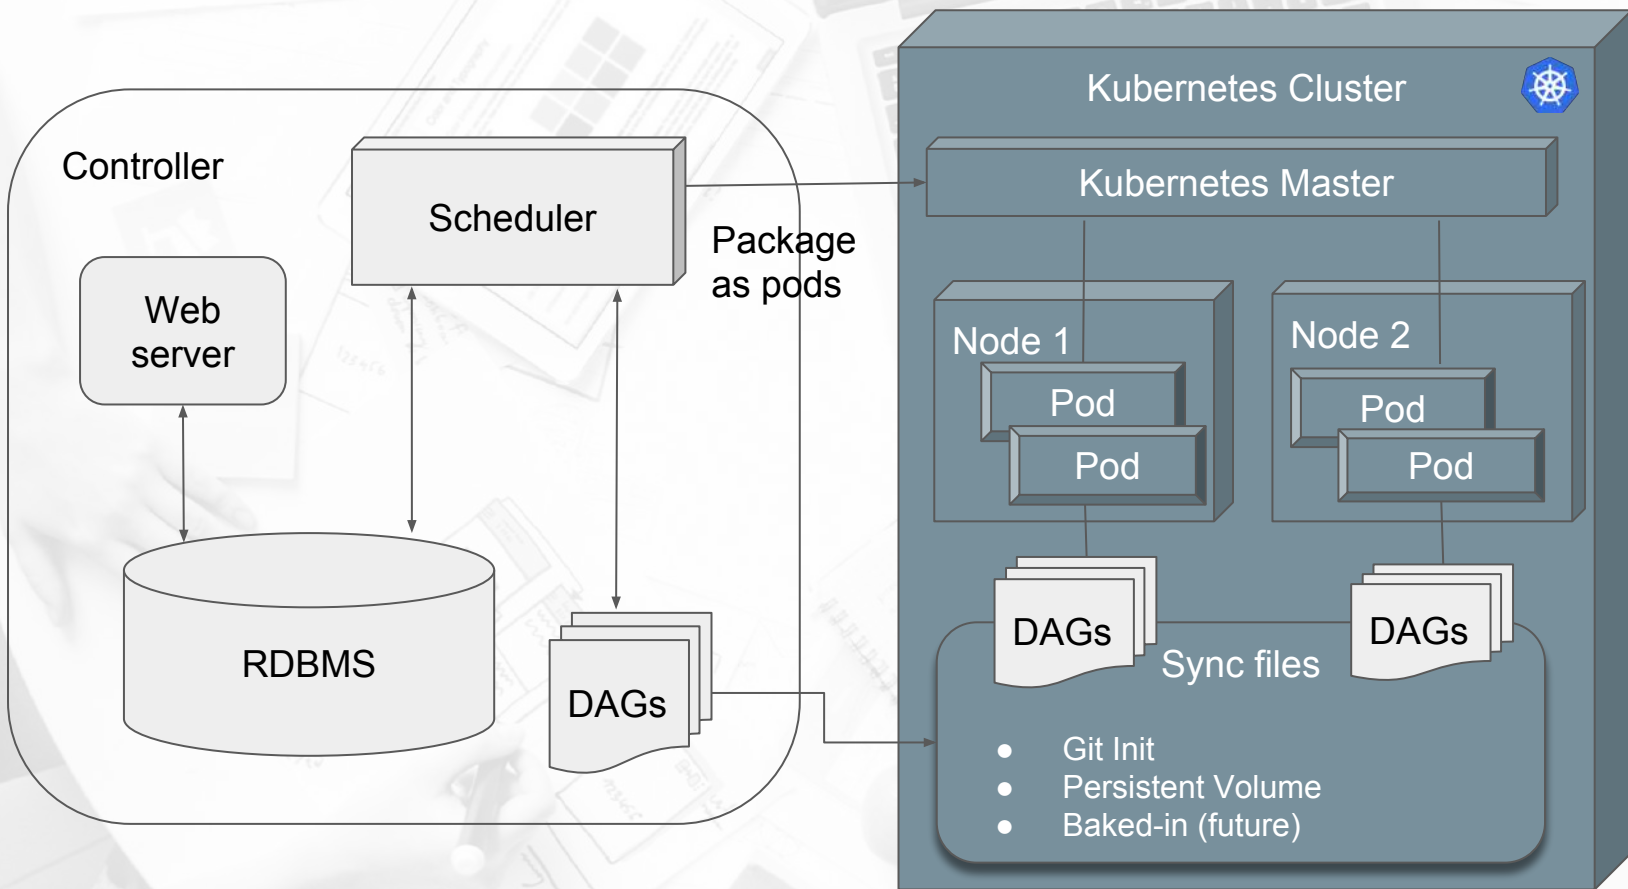 Controller
Scheduler
Web
server
RDBMS
DAGs
Package
as pods
Kubernetes Cluster
Kubernetes Master
Node 1
Pod
Pod
Node 2
Pod
Pod
DAGs
DAGs
Sync files
● Git Init
● Persistent Volume
● Baked-in (future)